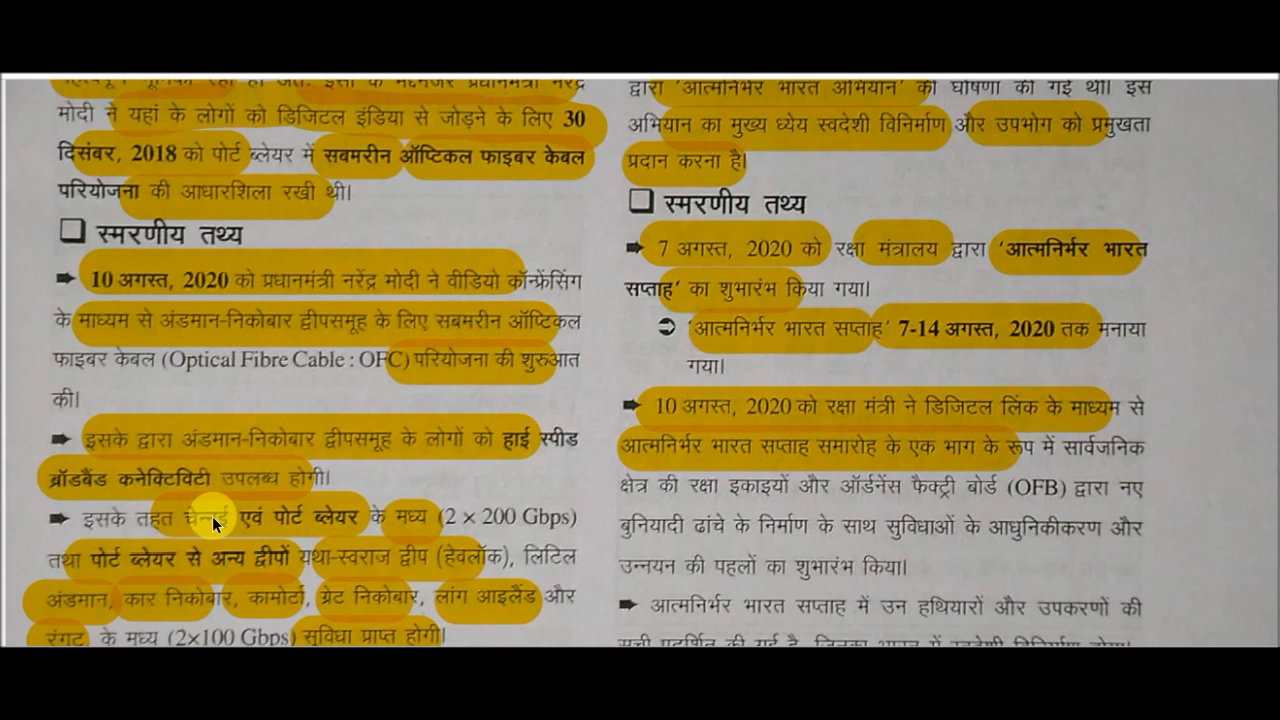 मोदी ने यहां के लोगों को डिजिटल इंडिया से जोड़ने के लिए 30
दिसंबर, 2018 को पोर्ट ब्लेयर में सबमरीन ऑप्टिकल फाइबर केबल
परियोजना की आधारशिला रखी थी।
❑ स्मरणीय तथ्य
➨ 10 अगस्त, 2020 को प्रधानमंत्री नरेंद्र मोदी ने वीडियो कॉन्फ्रेंसिंग
के माध्यम से अंडमान-निकोबार द्वीपसमूह के लिए सबमरीन ऑप्टिकल
फाइबर केबल (Optical Fibre Cable : OFC) परियोजना की शुरुआत
की।
➨ इसके द्वारा अंडमान-निकोबार द्वीपसमूह के लोगों को हाई स्पीड
ब्रॉडबैंड कनेक्टिविटी उपलब्ध होगी।
➨ इसके तहत चेन्नई एवं पोर्ट ब्लेयर के मध्य (2 × 200 Gbps)
तथा पोर्ट ब्लेयर से अन्य द्वीपों यथा-स्वराज द्वीप (हेवलॉक), लिटिल
अंडमान, कार निकोबार, कामोर्टा, ग्रेट निकोबार, लांग आइलैंड और
रंगट के मध्य (2×100 Gbps) सुविधा प्राप्त होगी।
द्वारा 'आत्मनिर्भर भारत अभियान' की घोषणा की गई थी। इस
अभियान का मुख्य ध्येय स्वदेशी विनिर्माण और उपभोग को प्रमुखता
प्रदान करना है।
❑ स्मरणीय तथ्य
➨ 7 अगस्त, 2020 को रक्षा मंत्रालय द्वारा 'आत्मनिर्भर भारत
सप्ताह' का शुभारंभ किया गया।
➲ 'आत्मनिर्भर भारत सप्ताह' 7-14 अगस्त, 2020 तक मनाया
गया।
➨ 10 अगस्त, 2020 को रक्षा मंत्री ने डिजिटल लिंक के माध्यम से
आत्मनिर्भर भारत सप्ताह समारोह के एक भाग के रूप में सार्वजनिक
क्षेत्र की रक्षा इकाइयों और ऑर्डनेंस फैक्ट्री बोर्ड (OFB) द्वारा नए
बुनियादी ढांचे के निर्माण के साथ सुविधाओं के आधुनिकीकरण और
उन्नयन की पहलों का शुभारंभ किया।
➨ आत्मनिर्भर भारत सप्ताह में उन हथियारों और उपकरणों की